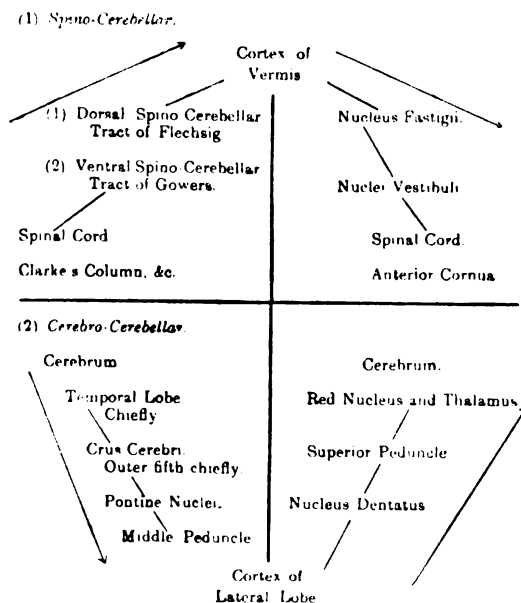 (1) Spino-Cerebellar.
Cortex of
Vermis
(1) Dorsal Spino Cerebellar
Tract of Flechsig
(2) Ventral Spino-Cerebellar
Tract of Gowers.
Spinal Cord
Clarke s Column, &c.
Nucleus Fastigii.
Nuclei Vestibuli
Spinal Cord.
Anterior Cornua
(2) Cerebro-Cerebellar.
Cerebrum
Temporal Lobe
Chiefly
Crus Cerebri.
Outer fifth chiefly.
Pontine Nuclei.
Middle Peduncle
Cerebrum.
Red Nucleus and Thalamus.
Superior Peduncle
Nucleus Dentatus
Cortex of
Lateral Lobe